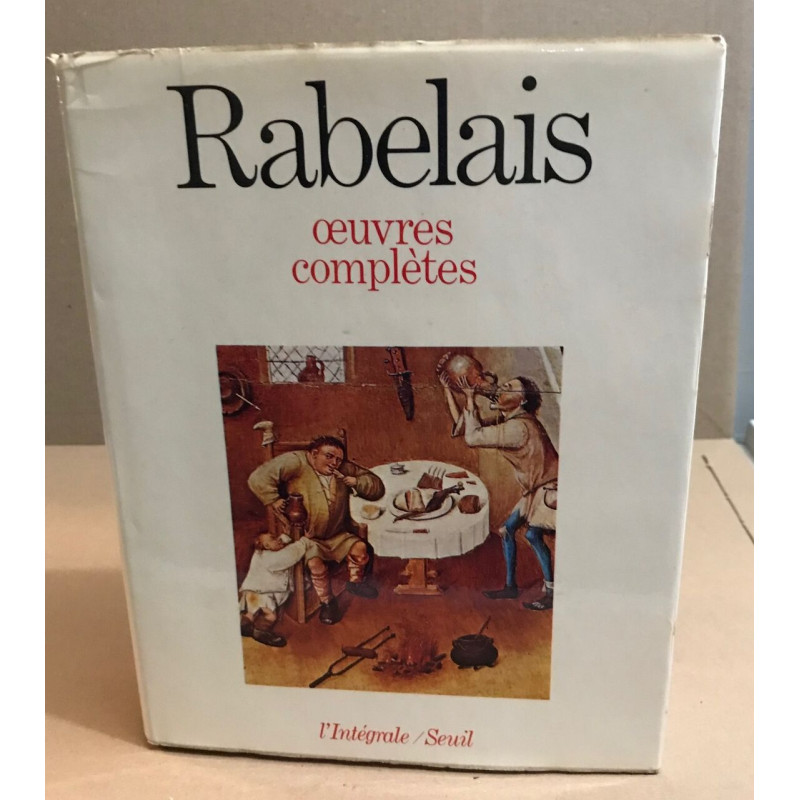 Rabelais
œuvres
complètes
l'Intégrale / Seuil